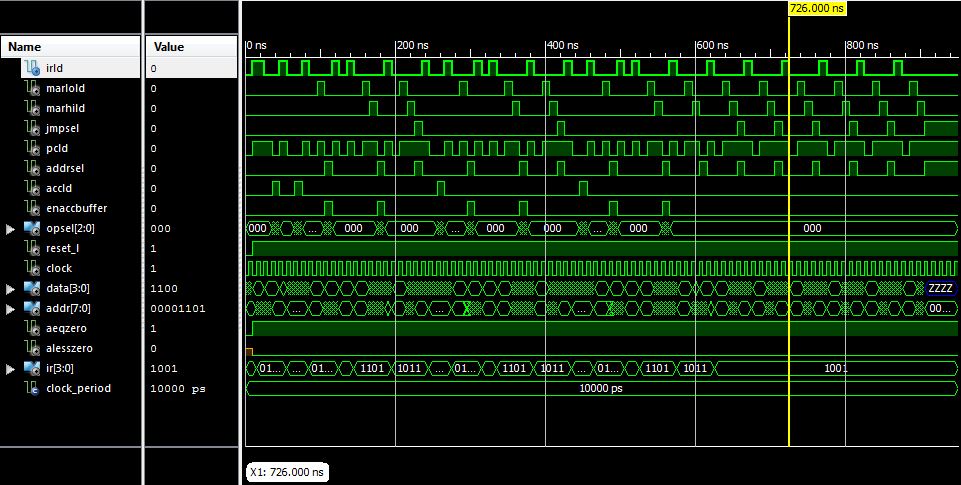 726.000 ns
Name Value 0 ns 200 ns 400 ns 600 ns 800 ns
irld 0
marlold 0
marhild 0
jmpsel 0
pcld 0
addrsel 0
accld 0
enaccbuffer 0
opsel[2:0] 000 000 ... 000 000 ... 000 000 ... 000 000
reset_l 1
clock 1
data[3:0] 1100 ZZZZ
addr[7:0] 00001101 ... ... ... 00...
aeqzero 1
alesszero 0
ir[3:0] 1001 01... 01... 1101 1011 ... 01... 1101 1011 ... 01... 1101 1011 1001
clock_period 10000 ps 10000 ps
X1: 726.000 ns